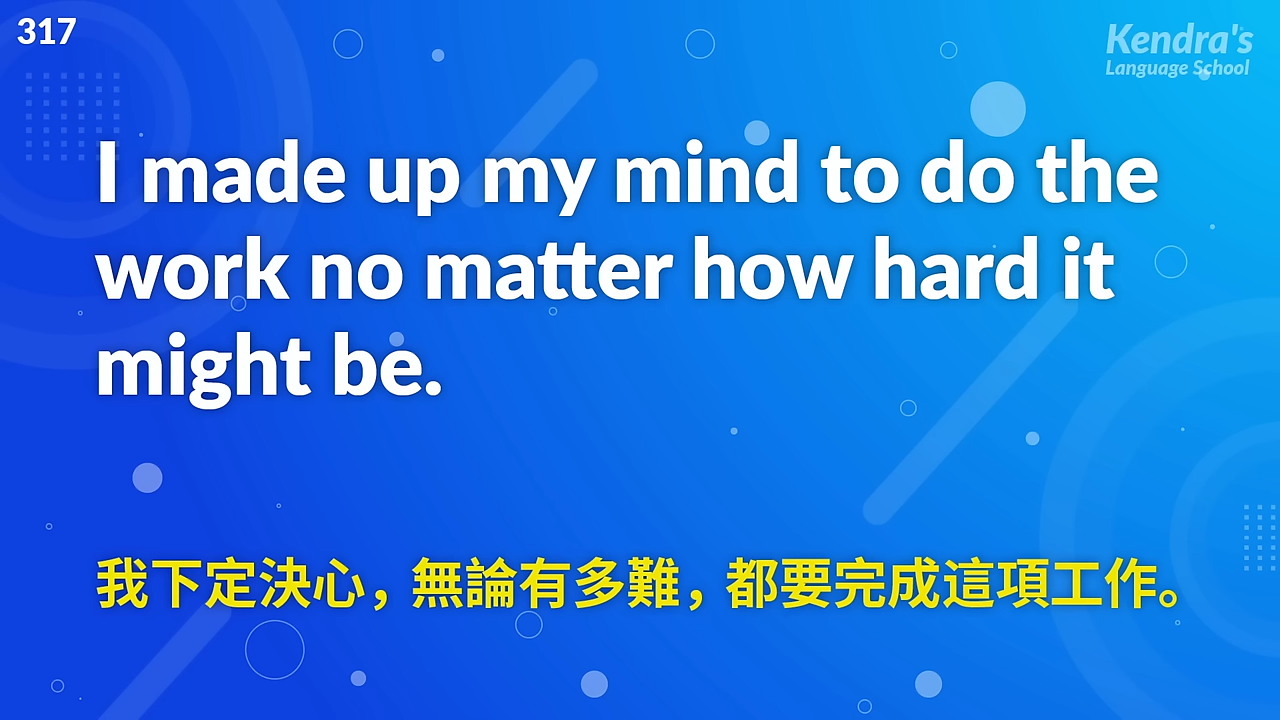 317
Kendra's
Language School
I made up my mind to do the
work no matter how hard it
might be.
我下定決心，無論有多難，都要完成這項工作。